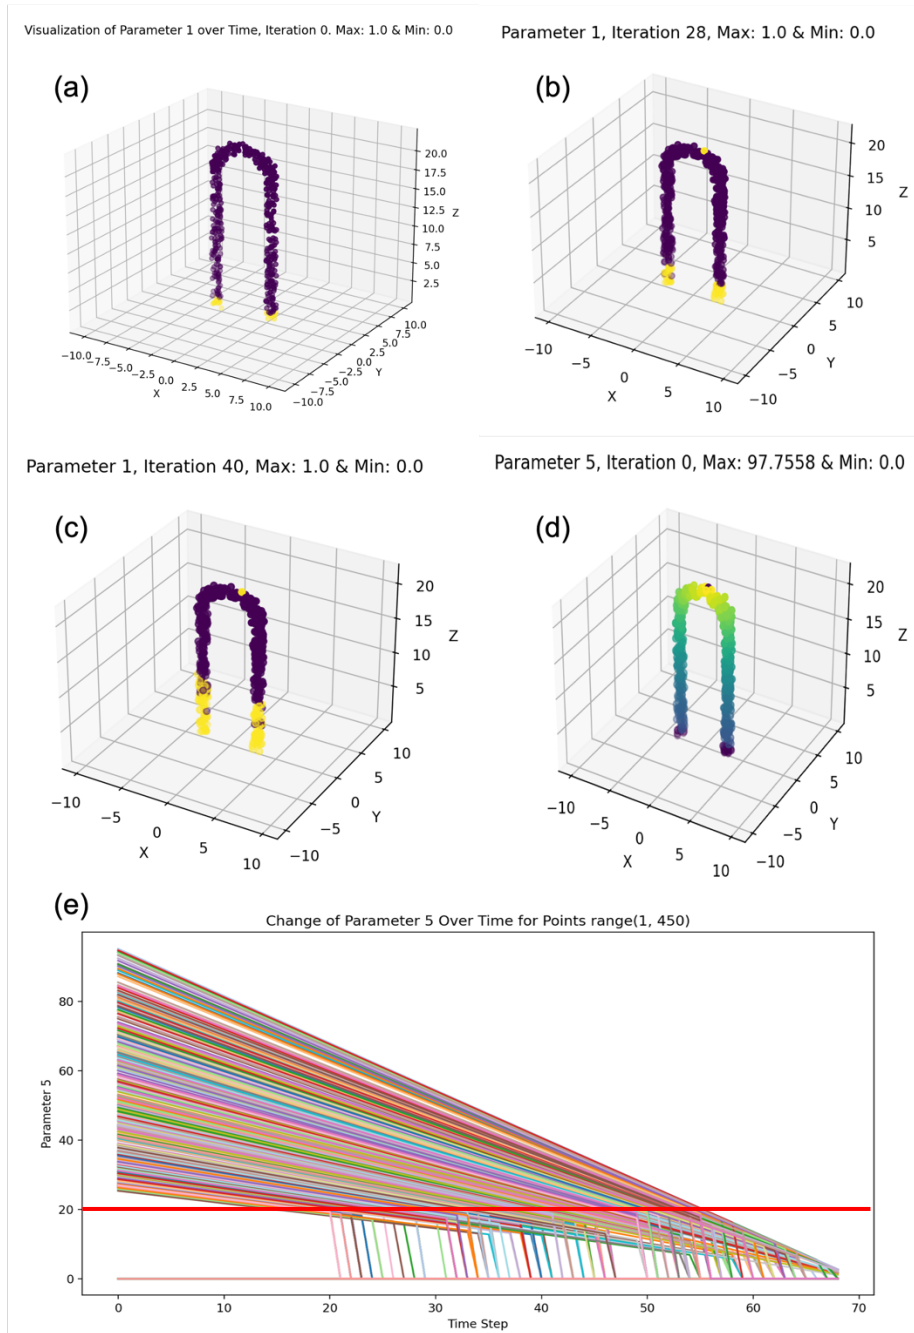 Visualization of Parameter 1 over Time, Iteration 0. Max: 1.0 & Min: 0.0
(a)
20.0
17.5
15.0
12.5
10.0
7.5
5.0
2.5
Z
−10.0
−7.5
−5.0
−2.5
0.0
2.5
5.0
7.5
10.0
X
−10.0
−7.5
−5.0
−2.5
0.0
2.5
5.0
7.5
10.0
Y
Parameter 1, Iteration 28, Max: 1.0 & Min: 0.0
(b)
20
15
10
5
Z
−10
−5
0
5
10
X
−10
−5
0
5
10
Y
Parameter 1, Iteration 40, Max: 1.0 & Min: 0.0
(c)
20
15
10
5
Z
−10
−5
0
5
10
X
−10
−5
0
5
10
Y
Parameter 5, Iteration 0, Max: 97.7558 & Min: 0.0
(d)
20
15
10
5
Z
−10
−5
0
5
10
X
−10
−5
0
5
10
Y
(e)
Change of Parameter 5 Over Time for Points range(1, 450)
80
60
40
20
0
Parameter 5
0 10 20 30 40 50 60 70
Time Step